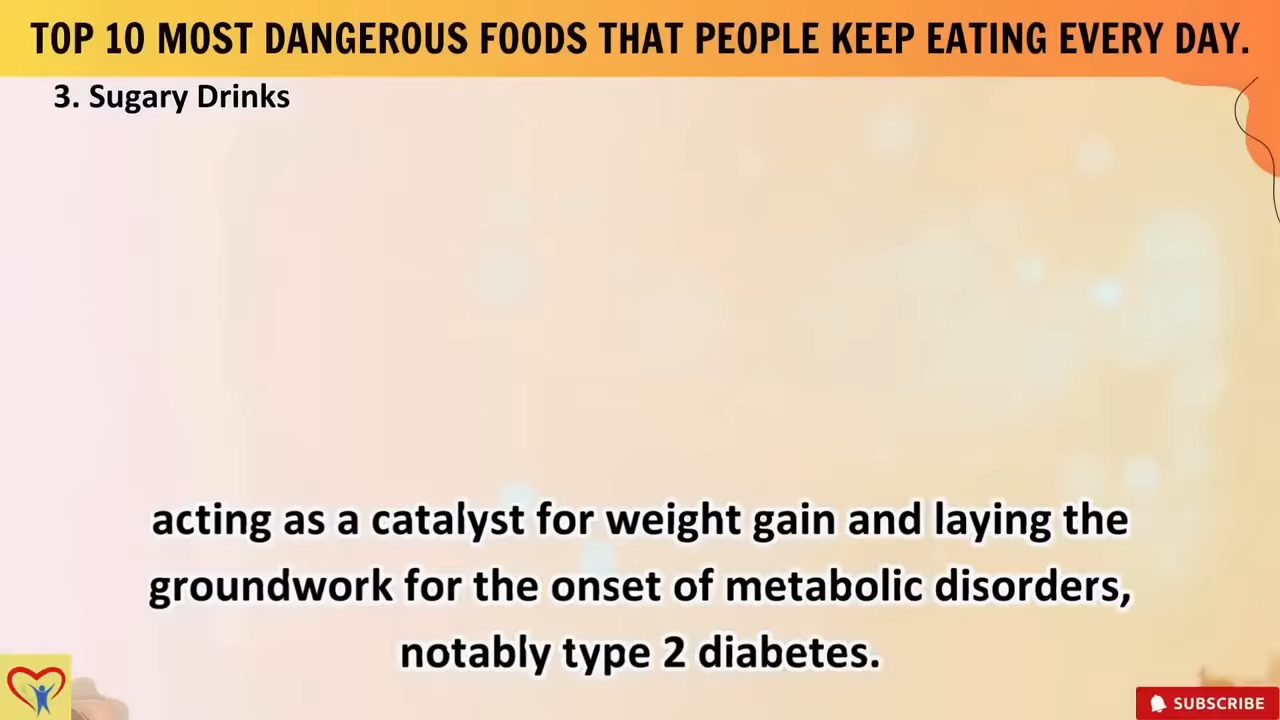 TOP 10 MOST DANGEROUS FOODS THAT PEOPLE KEEP EATING EVERY DAY.
3. Sugary Drinks
acting as a catalyst for weight gain and laying the
groundwork for the onset of metabolic disorders,
notably type 2 diabetes.
SUBSCRIBE